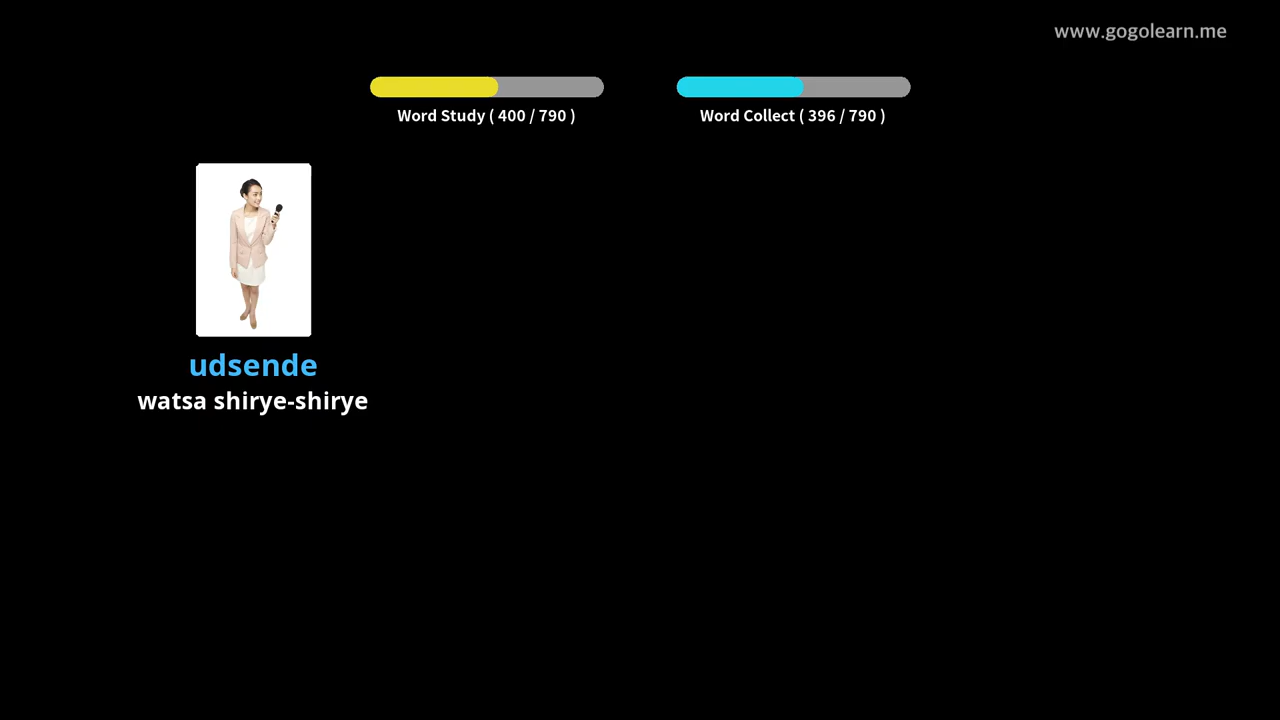 www.gogolearn.me
Word Study ( 400 / 790 )
Word Collect ( 396 / 790 )
udsende
watsa shirye-shirye